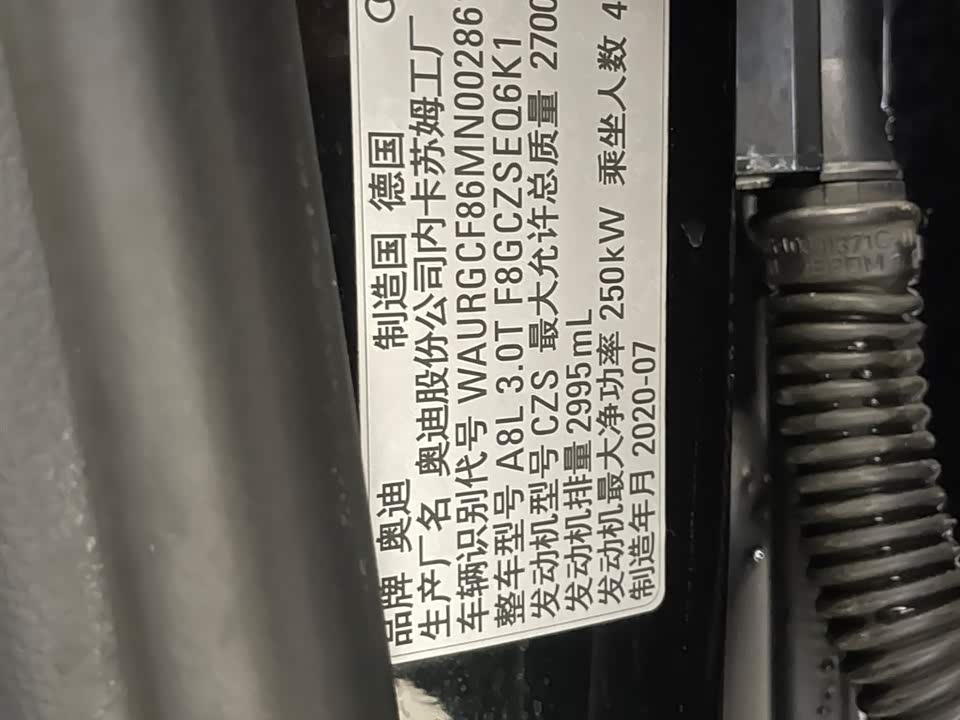 品牌 奥迪 制造国 德国
生产厂名 奥迪股份公司内卡苏姆工厂
车辆识别代号 WAURGCF86MN00286
整车型号 A8L 3.0T F8GCZSEQ6K1
发动机型号 CZS 最大允许总质量 2700
发动机排量 2995mL
发动机最大净功率 250kW 乘坐人数 4
制造年月 2020-07